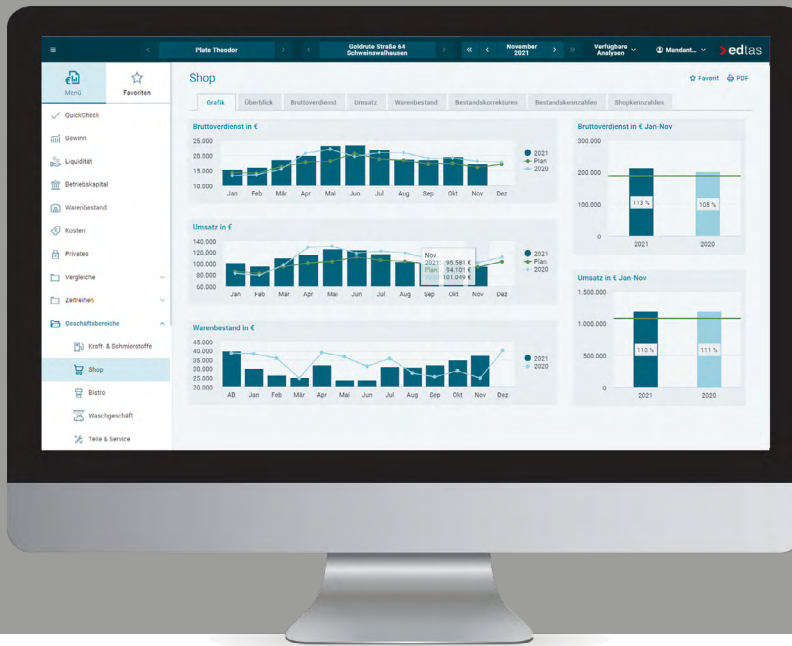 Plate Theodor
Goldrute Straße 64
Schweinswalhausen
November
2021
Verfügbare
Analysen
Mandant...
edtas
Menü
Favoriten
Shop
Favorit
PDF
QuickCheck
Gewinn
Liquidität
Betriebskapital
Warenbestand
Kosten
Privates
Vergleiche
Zeitreihen
Geschäftsbereiche
Kraft- & Schmierstoffe
Shop
Bistro
Waschgeschäft
Teile & Service
Grafik Überblick Bruttoverdienst Umsatz Warenbestand Bestandskorrekturen Bestandskennzahlen Shopkennzahlen
Bruttoverdienst in €
25.000
20.000
15.000
10.000
Jan Feb Mär Apr Mai Jun Jul Aug Sep Okt Nov Dez
2021
Plan
2020
Umsatz in €
140.000
120.000
100.000
80.000
60.000
Nov
2021: 95.581 €
Plan: 94.101 €
2020: 101.049 €
Jan Feb Mär Apr Mai Jun Jul Aug Sep Okt Nov Dez
2021
Plan
2020
Warenbestand in €
45.000
40.000
35.000
30.000
25.000
20.000
AB Jan Feb Mär Apr Mai Jun Jul Aug Sep Okt Nov Dez
2021
2020
Bruttoverdienst in € Jan-Nov
300.000
200.000
100.000
0
113 %
108 %
2021 2020
Umsatz in € Jan-Nov
1.500.000
1.000.000
500.000
0
110 %
111 %
2021 2020